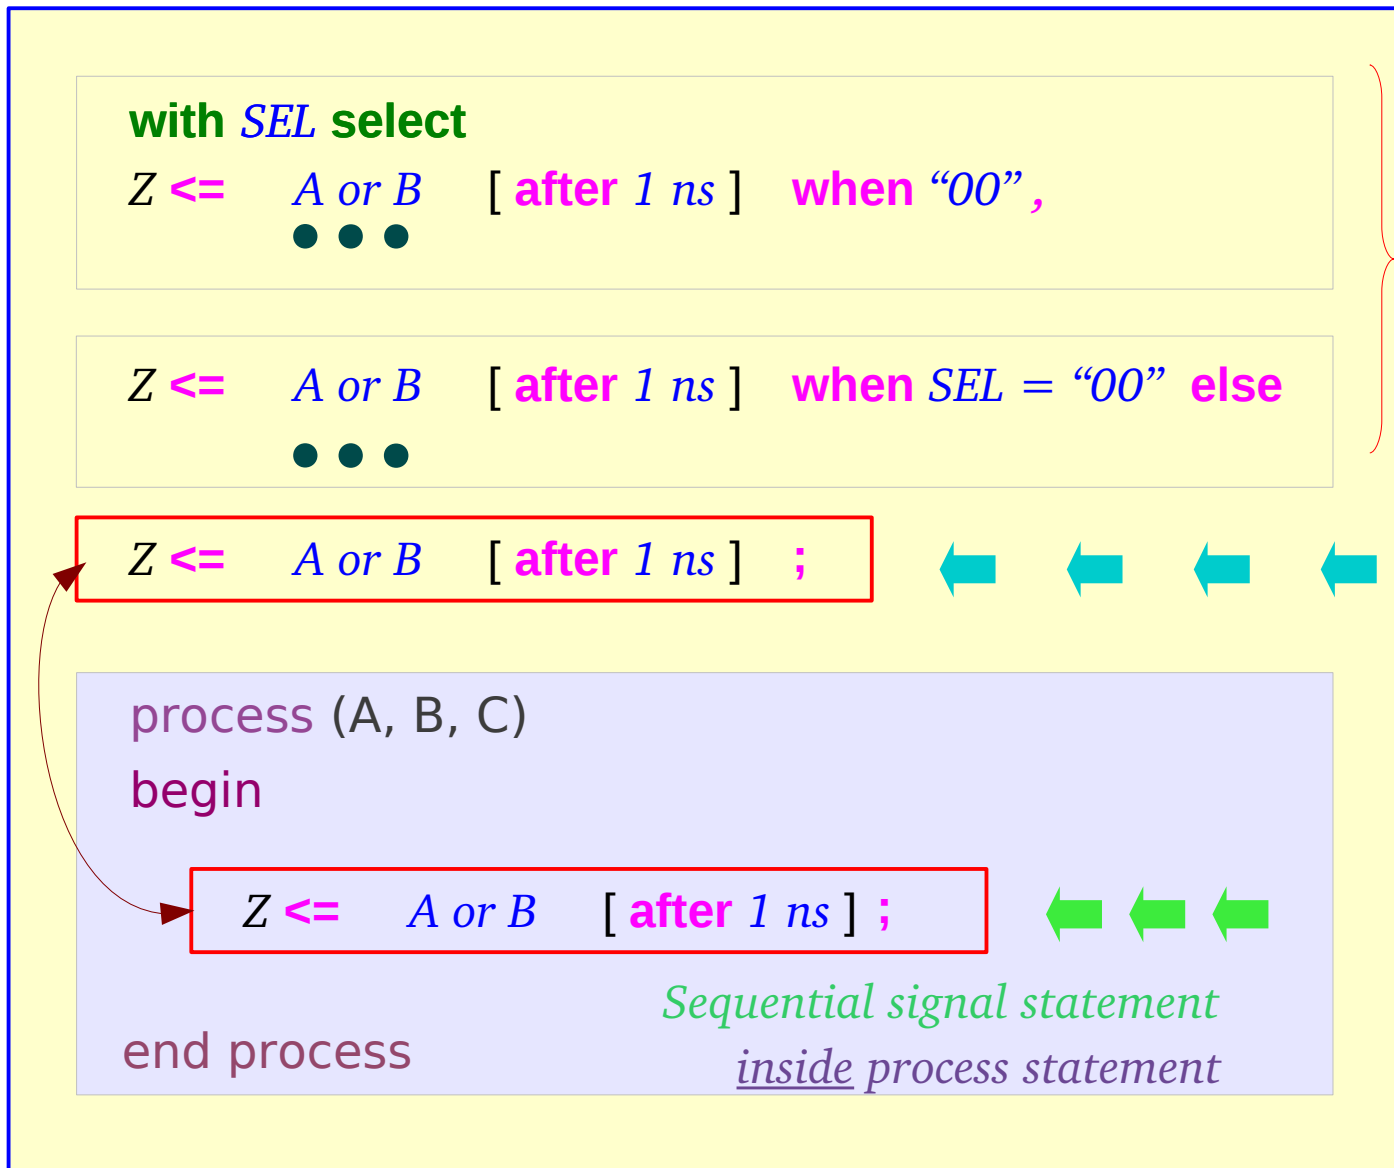 with SEL select
Z <= A or B [ after 1 ns ] when “00” ,
Z <= A or B [ after 1 ns ] when SEL = “00” else
Z <= A or B [ after 1 ns ] ;
process (A, B, C)
begin
Z <= A or B [ after 1 ns ] ;
Sequential signal statement
end process
inside process statement